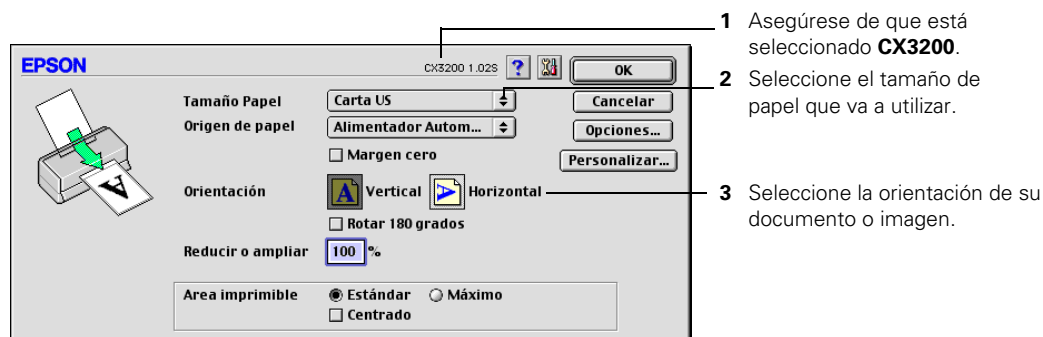 1 Asegúrese de que está
seleccionado CX3200.
2 Seleccione el tamaño de
papel que va a utilizar.
3 Seleccione la orientación de su
documento o imagen.
EPSON
CX3200 1.02S
?
OK
Tamaño Papel
Carta US
Cancelar
Origen de papel
Alimentador Autom...
Opciones...
Margen cero
Personalizar...
Orientación
A Vertical
A Horizontal
Rotar 180 grados
Reducir o ampliar
100 %
Area imprimible
Estándar
Máximo
Centrado
A